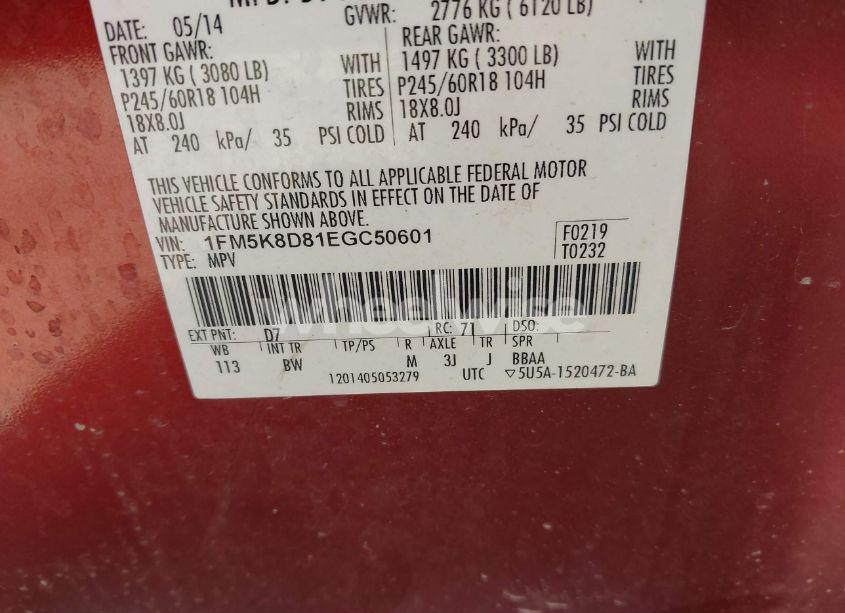 DATE: 05/14
GVWR: 2776 KG ( 6120 LB)
FRONT GAWR:
1397 KG ( 3080 LB) WITH
P245/60R18 104H TIRES
18X8.0J RIMS
AT 240 kPa/ 35 PSI COLD
REAR GAWR:
1497 KG ( 3300 LB) WITH
P245/60R18 104H TIRES
18X8.0J RIMS
AT 240 kPa/ 35 PSI COLD
THIS VEHICLE CONFORMS TO ALL APPLICABLE FEDERAL MOTOR
VEHICLE SAFETY STANDARDS IN EFFECT ON THE DATE OF
MANUFACTURE SHOWN ABOVE.
VIN: 1FM5K8D81EGC50601 F0219
TYPE: MPV T0232
wheelwise
EXT PNT: D7 RC: 71 DSO:
WB INT TR TP/PS R AXLE TR SPR
113 BW M 3J J BBAA
1201405053279 UTC ▽5U5A-1520472-BA